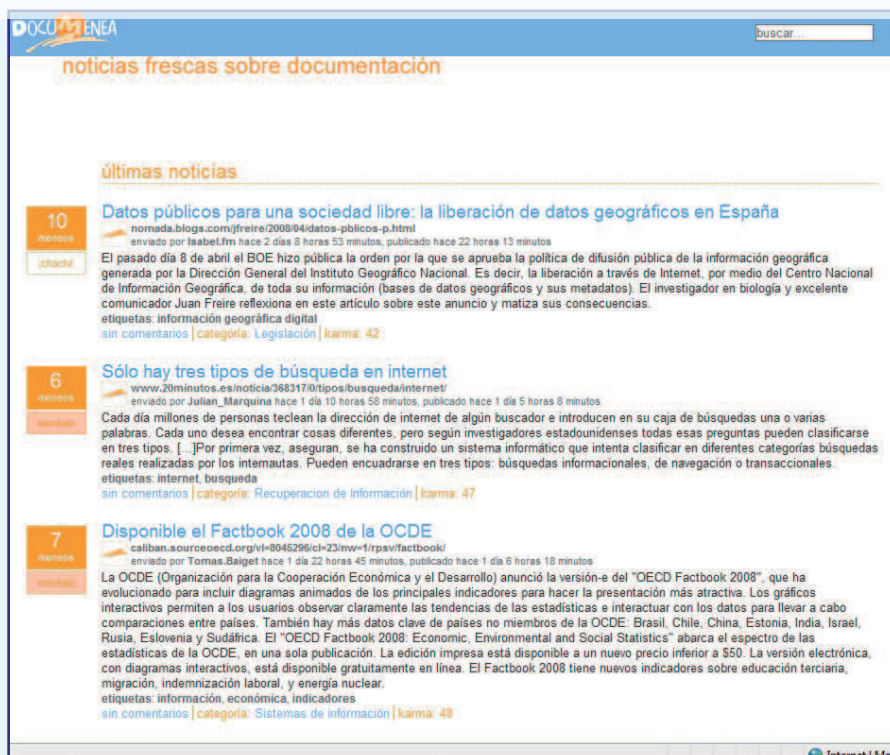 DOCUMENEA
buscar...
noticias frescas sobre documentación
últimas noticias
10
meneos
¡chachi!
Datos públicos para una sociedad libre: la liberación de datos geográficos en España
nomada.blogs.com/jfreire/2008/04/datos-pblicos-p.html
enviado por Isabel.fm hace 2 días 8 horas 53 minutos, publicado hace 22 horas 13 minutos
El pasado día 8 de abril el BOE hizo pública la orden por la que se aprueba la política de difusión pública de la información geográfica
generada por la Dirección General del Instituto Geográfico Nacional. Es decir, la liberación a través de Internet, por medio del Centro Nacional
de Información Geográfica, de toda su información (bases de datos geográficos y sus metadatos). El investigador en biología y excelente
comunicador Juan Freire reflexiona en este artículo sobre este anuncio y matiza sus consecuencias.
etiquetas: información geográfica digital
sin comentarios | categoría: Legislación | karma: 42
6
meneos
Sólo hay tres tipos de búsqueda en internet
www.20minutos.es/noticia/368317/0/tipos/busqueda/internet/
enviado por Julian_Marquina hace 1 día 10 horas 58 minutos, publicado hace 1 día 5 horas 8 minutos
Cada día millones de personas teclean la dirección de internet de algún buscador e introducen en su caja de búsquedas una o varias
palabras. Cada uno desea encontrar cosas diferentes, pero según investigadores estadounidenses todas esas preguntas pueden clasificarse
en tres tipos. [...]Por primera vez, aseguran, se ha construido un sistema informático que intenta clasificar en diferentes categorías búsquedas
reales realizadas por los internautas. Pueden encuadrarse en tres tipos: búsquedas informacionales, de navegación o transaccionales.
etiquetas: internet, busqueda
sin comentarios | categoría: Recuperacion de Información | karma: 47
7
meneos
Disponible el Factbook 2008 de la OCDE
caliban.sourceoecd.org/vl=8045296/cl=23/nw=1/rpsv/factbook/
enviado por Tomas.Baiget hace 1 día 22 horas 45 minutos, publicado hace 1 día 6 horas 18 minutos
La OCDE (Organización para la Cooperación Económica y el Desarrollo) anunció la versión-e del "OECD Factbook 2008", que ha
evolucionado para incluir diagramas animados de los principales indicadores para hacer la presentación más atractiva. Los gráficos
interactivos permiten a los usuarios observar claramente las tendencias de las estadísticas e interactuar con los datos para llevar a cabo
comparaciones entre países. También hay más datos clave de países no miembros de la OCDE: Brasil, Chile, China, Estonia, India, Israel,
Rusia, Eslovenia y Sudáfrica. El "OECD Factbook 2008: Economic, Environmental and Social Statistics" abarca el espectro de las
estadísticas de la OCDE, en una sola publicación. La edición impresa está disponible a un nuevo precio inferior a $50. La versión electrónica,
con diagramas interactivos, está disponible gratuitamente en línea. El Factbook 2008 tiene nuevos indicadores sobre educación terciaria,
migración, indemnización laboral, y energía nuclear.
etiquetas: información, económica, indicadores
sin comentarios | categoría: Sistemas de información | karma: 48